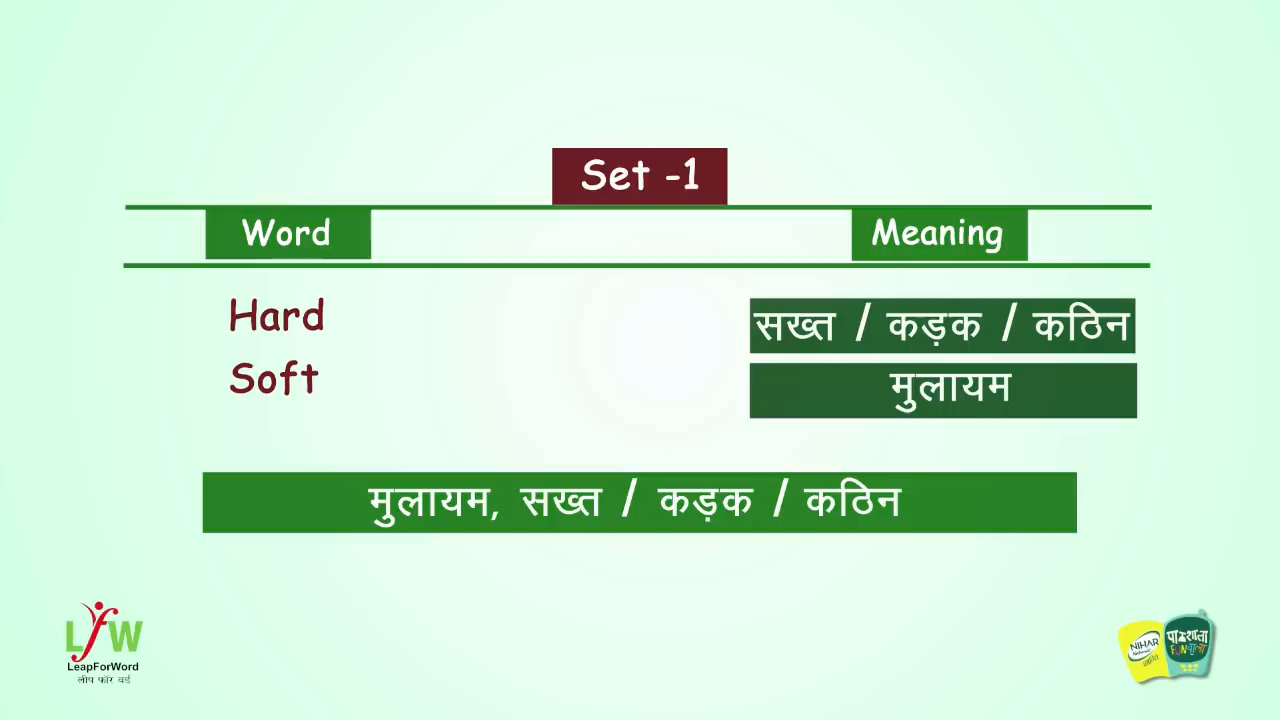 Set -1
Word Meaning
Hard सख्त / कड़क / कठिन
Soft मुलायम
मुलायम, सख्त / कड़क / कठिन
LfW
LeapForWord
लीप फॉर वर्ड
NIHAR
पाठशाला
FUNवाला